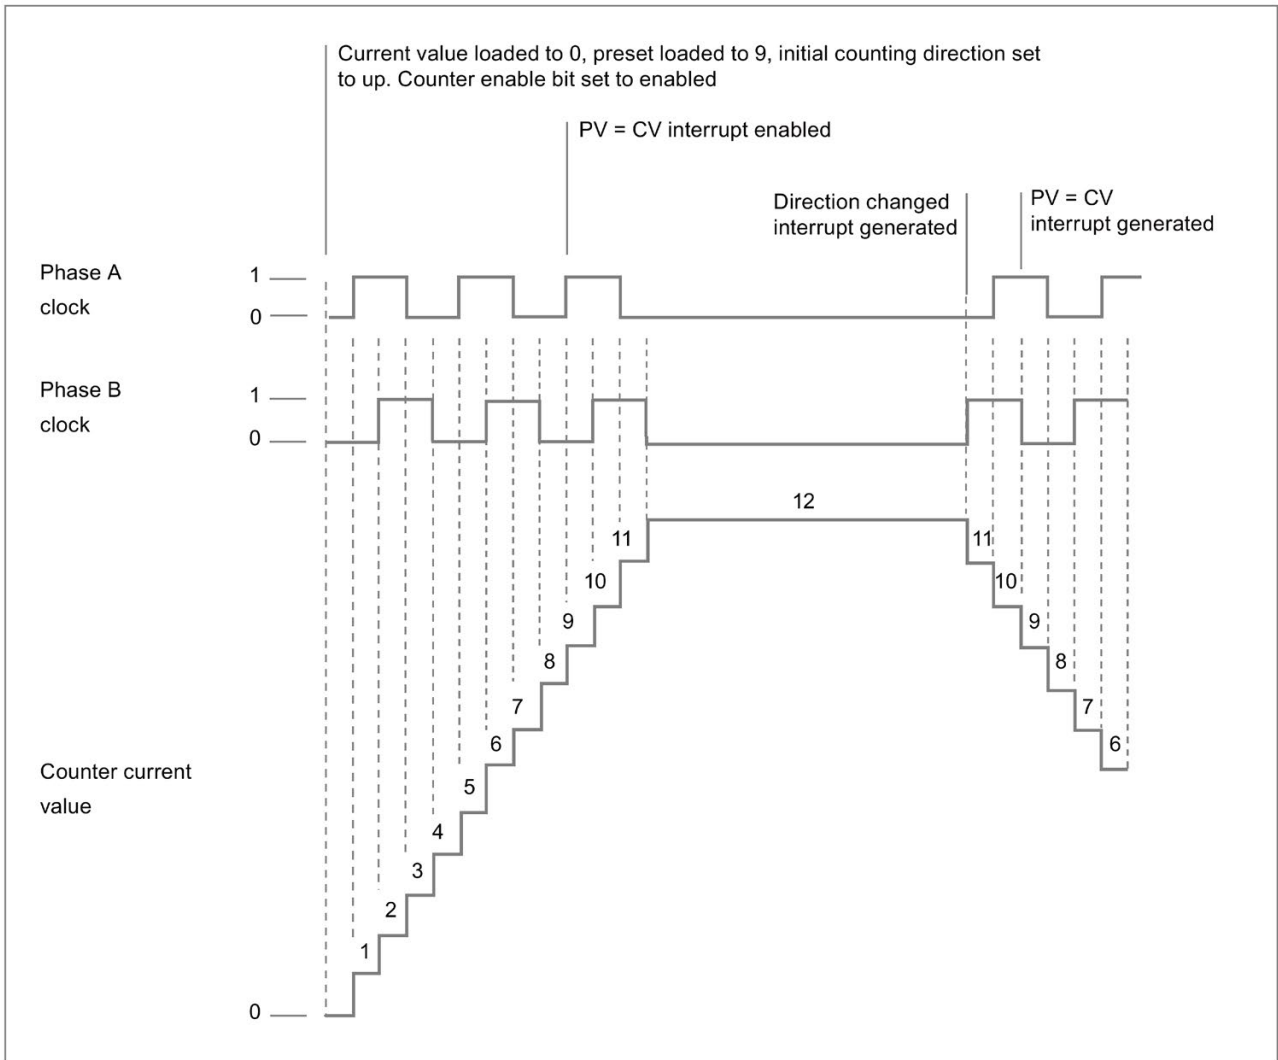 Current value loaded to 0, preset loaded to 9, initial counting direction set
to up. Counter enable bit set to enabled
PV = CV interrupt enabled
Direction changed
interrupt generated
PV = CV
interrupt generated
Phase A
clock
1
0
Phase B
clock
1
0
12
11
11
10
10
9
9
8
8
7
7
6
6
5
4
3
2
1
Counter current
value
0